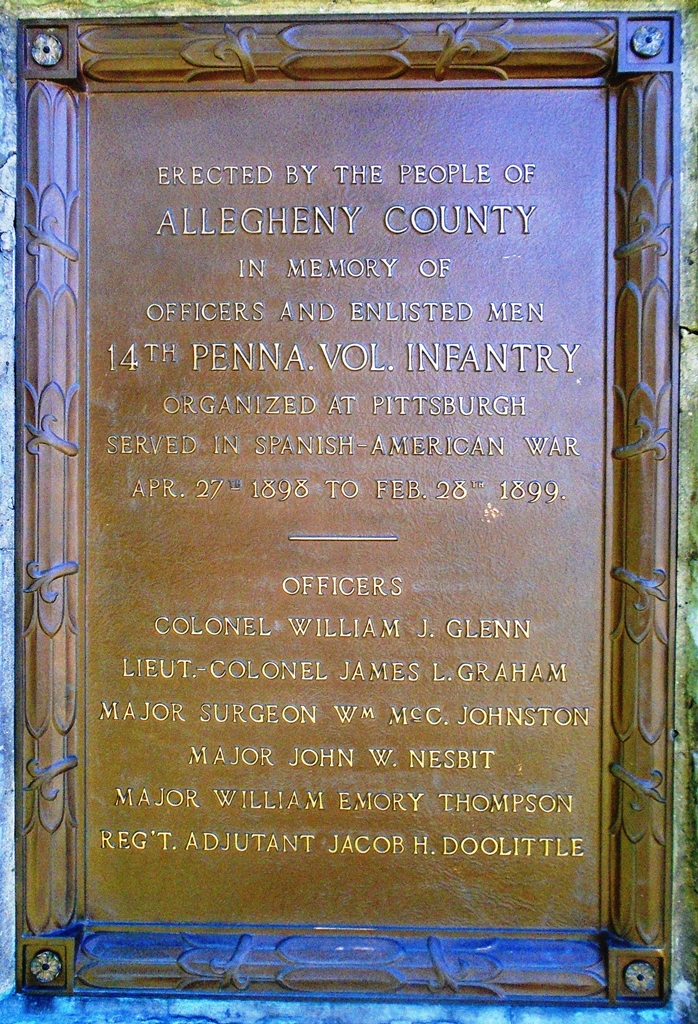 ERECTED BY THE PEOPLE OF
ALLEGHENY COUNTY
IN MEMORY OF
OFFICERS AND ENLISTED MEN
14TH PENNA. VOL. INFANTRY
ORGANIZED AT PITTSBURGH
SERVED IN SPANISH-AMERICAN WAR
APR. 27TH 1898 TO FEB. 28TH 1899.
OFFICERS
COLONEL WILLIAM J. GLENN
LIEUT.-COLONEL JAMES L. GRAHAM
MAJOR SURGEON WM MCC. JOHNSTON
MAJOR JOHN W. NESBIT
MAJOR WILLIAM EMORY THOMPSON
REG'T. ADJUTANT JACOB H. DOOLITTLE